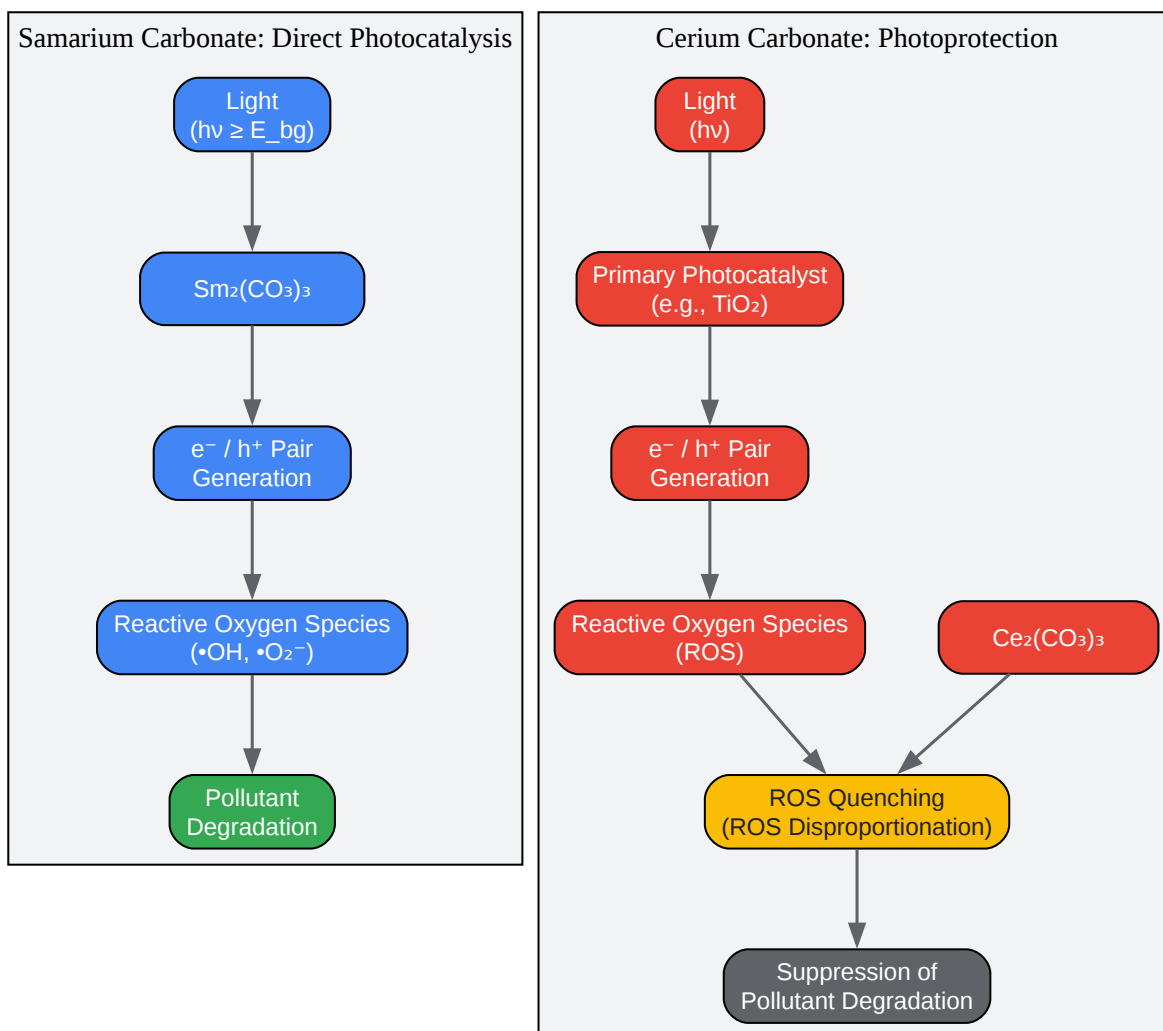 Samarium Carbonate: Direct Photocatalysis
Light
(hν ≥ E_bg)
Sm₂(CO₃)₃
e⁻ / h⁺ Pair
Generation
Reactive Oxygen Species
(•OH, •O₂⁻)
Pollutant
Degradation
Cerium Carbonate: Photoprotection
Light
(hν)
Primary Photocatalyst
(e.g., TiO₂)
e⁻ / h⁺ Pair
Generation
Reactive Oxygen Species
(ROS)
Ce₂(CO₃)₃
ROS Quenching
(ROS Disproportionation)
Suppression of
Pollutant Degradation